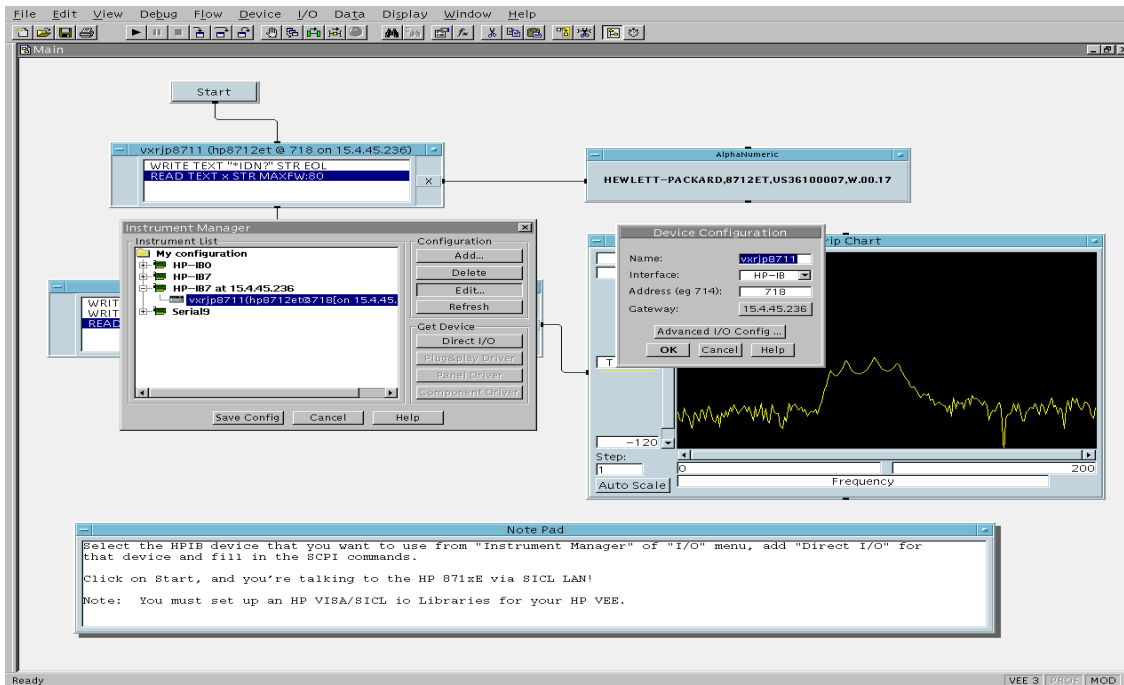 File Edit View Debug Flow Device I/O Data Display Window Help
Main
Start
vxrjp8711 (hp8712et @ 718 on 15.4.45.236)
WRITE TEXT "*IDN?" STR EOL
READ TEXT x STR MAXFW:80
X
AlphaNumeric
HEWLETT-PACKARD,8712ET,US36100007,W.00.17
Instrument Manager
Instrument List
My configuration
HP-IB0
HP-IB7
HP-IB7 at 15.4.45.236
vxrjp8711(hp8712et@718[on 15.4.45.
Serial9
Configuration
Add...
Delete
Edit...
Refresh
Get Device
Direct I/O
Plug&play Driver
Panel Driver
Component Driver
Save Config Cancel Help
WRIT
WRIT
READ
rip Chart
Device Configuration
Name: vxrjp8711
Interface: HP-IB
Address (eg 714): 718
Gateway: 15.4.45.236
Advanced I/O Config ...
OK Cancel Help
T
-120
Step:
1
Auto Scale
0 200
Frequency
Note Pad
Select the HPIB device that you want to use from "Instrument Manager" of "I/O" menu, add "Direct I/O" for
that device and fill in the SCPI commands.
Click on Start, and you're talking to the HP 871xE via SICL LAN!
Note: You must set up an HP VISA/SICL io Libraries for your HP VEE.
Ready
VEE 3 PROF MOD